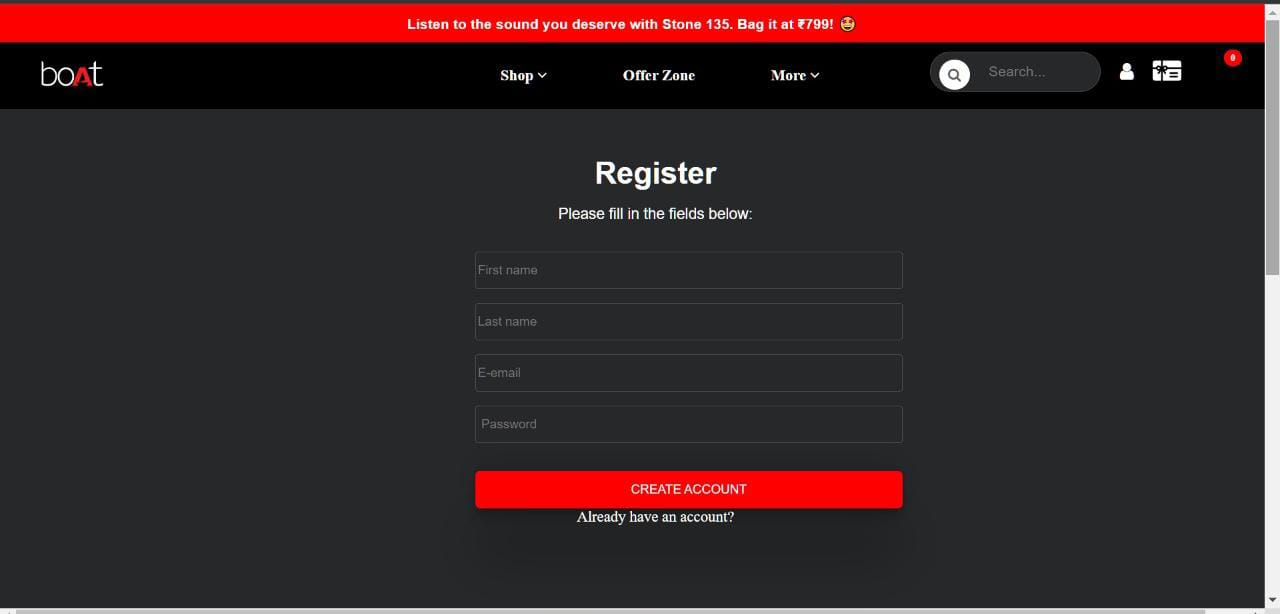 Listen to the sound you deserve with Stone 135. Bag it at ₹799! 🤩
boAt
Shop
Offer Zone
More
Search...
0
Register
Please fill in the fields below:
First name
Last name
E-email
Password
CREATE ACCOUNT
Already have an account?